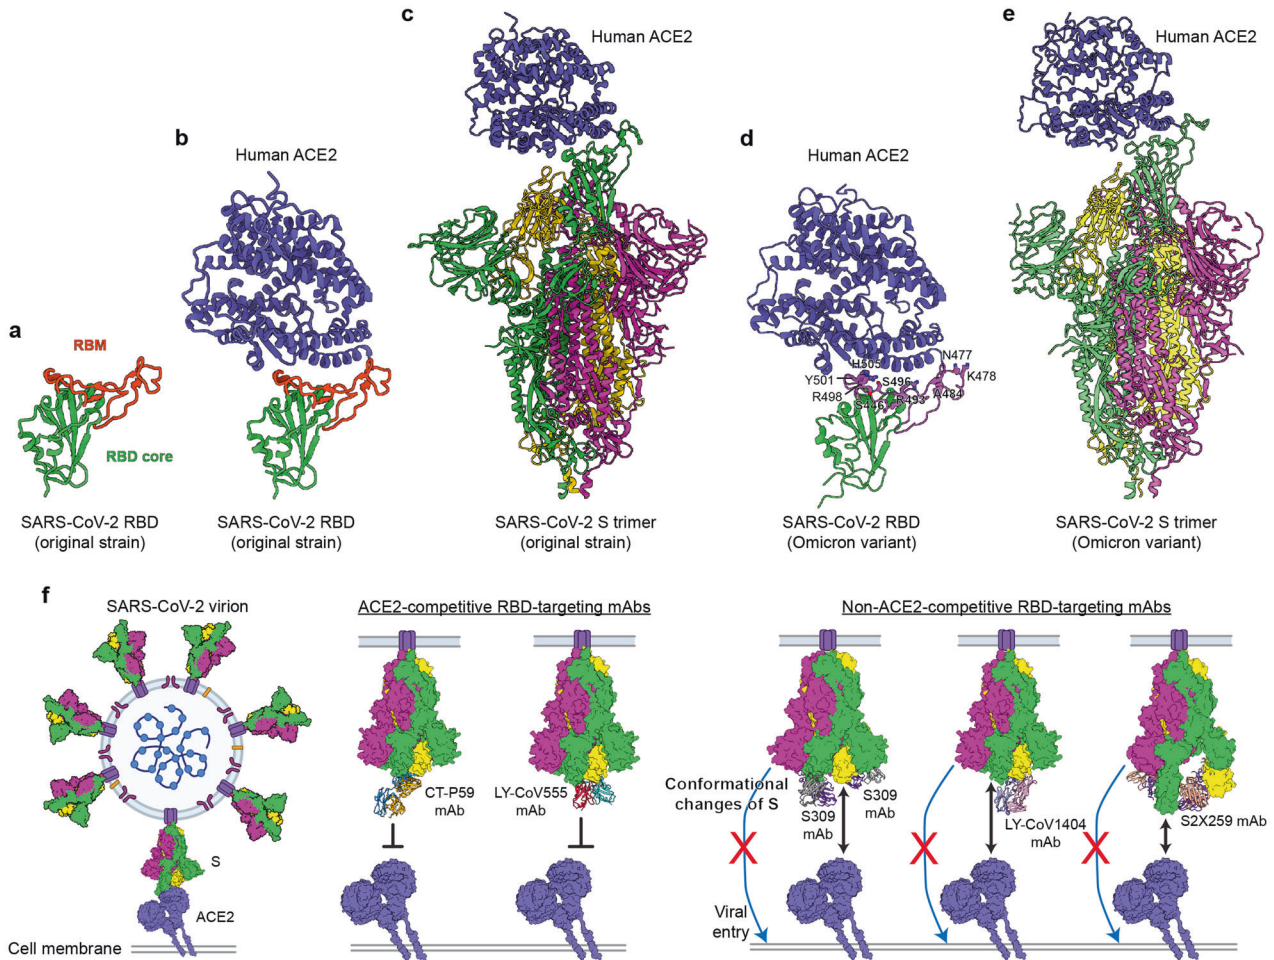 a
RBM
RBD core
SARS-CoV-2 RBD
(original strain)
b
Human ACE2
SARS-CoV-2 RBD
(original strain)
c
Human ACE2
SARS-CoV-2 S trimer
(original strain)
d
Human ACE2
H505
Y501
R498
S496
S446
R493
N477
K478
A484
SARS-CoV-2 RBD
(Omicron variant)
e
Human ACE2
SARS-CoV-2 S trimer
(Omicron variant)
f
SARS-CoV-2 virion
S
ACE2
Cell membrane
ACE2-competitive RBD-targeting mAbs
CT-P59
mAb
LY-CoV555
mAb
Non-ACE2-competitive RBD-targeting mAbs
Conformational
changes of S
S309
mAb
S309
mAb
LY-CoV1404
mAb
S2X259 mAb
Viral
entry